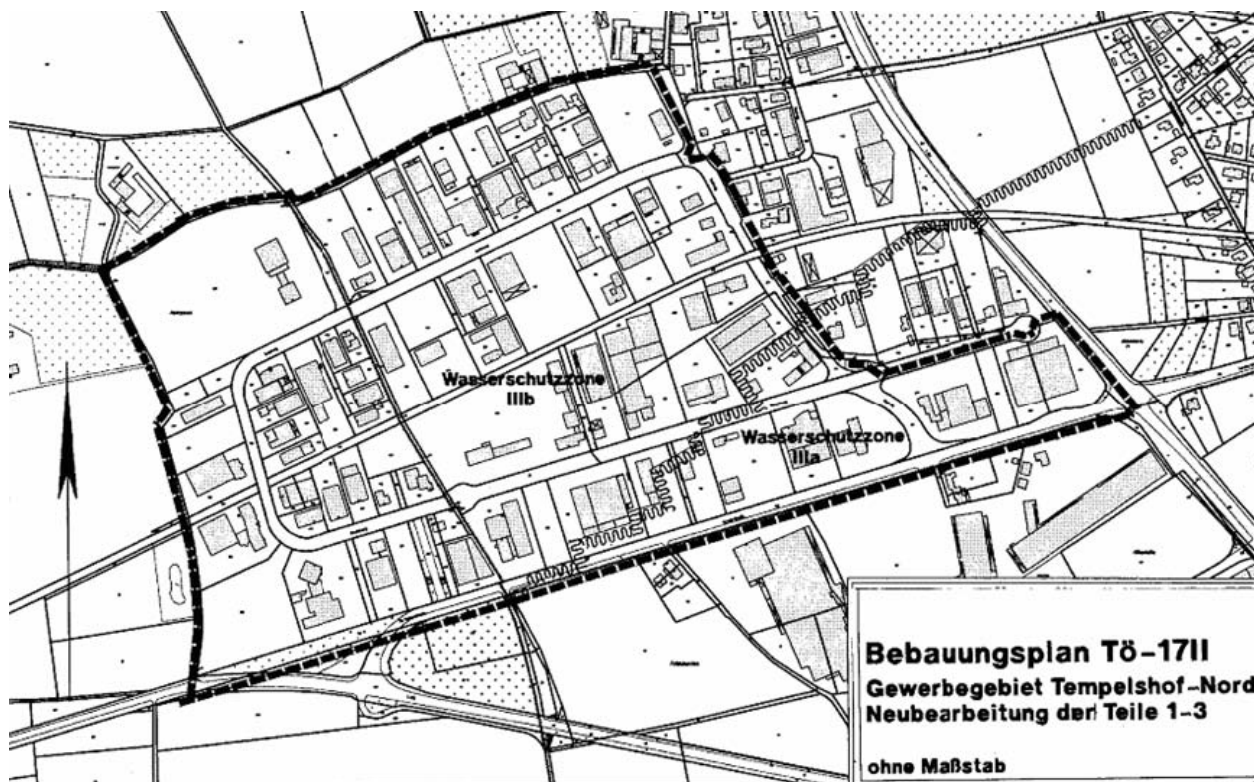 Wasserschutzzone
IIIb
Wasserschutzzone
IIIa
Bebauungsplan Tö-17II
Gewerbegebiet Tempelshof-Nord
Neubearbeitung der Teile 1-3
ohne Maßstab